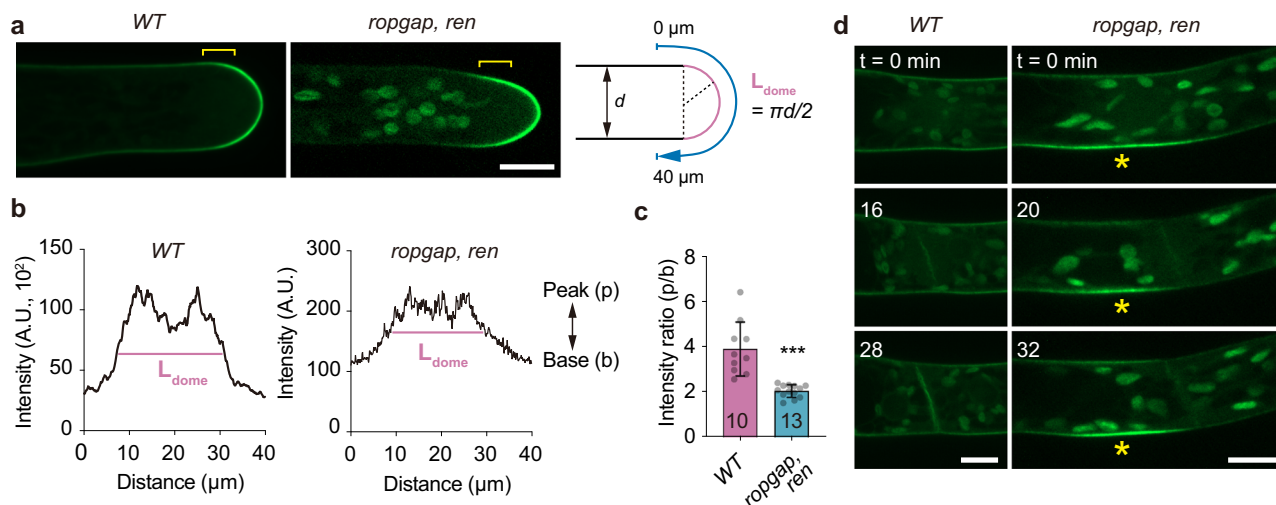 a
WT
ropgap, ren
0 µm
d
L dome
= πd/2
40 µm
b
WT
Intensity (A.U., 10²)
150
100
50
0
0 10 20 30 40
Distance (µm)
L dome
ropgap, ren
Intensity (A.U.)
300
200
100
0
0 10 20 30 40
Distance (µm)
L dome
Peak (p)
Base (b)
c
Intensity ratio (p/b)
8
6
4
2
0
***
10
13
WT
ropgap,
ren
d
WT
ropgap, ren
t = 0 min
t = 0 min
*
16
20
*
28
32
*